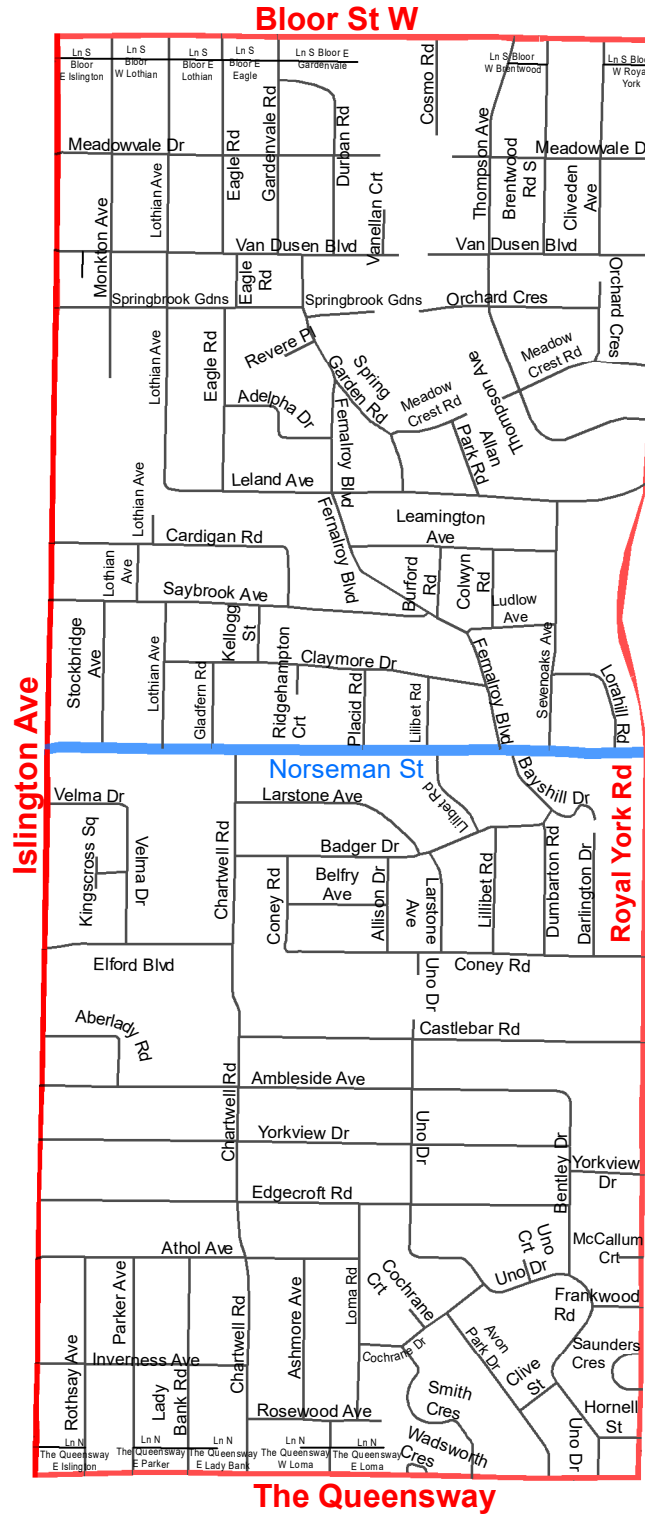 Bloor St W
Ln S
Bloor
E Islington
Ln S
Bloor
W Lothian
Ln S
Bloor E
Lothian
Ln S
Bloor E
Eagle
Ln S Bloor E
Gardenvale
Cosmo Rd
Ln S Bloor
W Brentwood
Ln S Bloo
W Royal
York
Meadowvale Dr
Eagle Rd
Gardenvale Rd
Durban Rd
Thompson Ave
Brentwood
Rd S
Meadowvale D
Cliveden
Ave
Lothian Ave
Monkton Ave
Vanellan Crt
Van Dusen Blvd
Van Dusen Blvd
Eagle
Rd
Springbrook Gdns
Springbrook Gdns
Orchard Cres
Orchard Cres
Lothian Ave
Eagle Rd
Revere Pl
Spring
Garden Rd
Meadow
Crest Rd
Thompson Ave
Adelpha Dr
Fernalroy Blvd
Meadow
Crest Rd
Allan
Park Rd
Leland Ave
Lothian Ave
Fernalroy Blvd
Leamington
Ave
Cardigan Rd
Lothian
Ave
Saybrook Ave
Burford
Rd
Colwyn
Rd
Ludlow
Ave
Stockbridge
Ave
Lothian Ave
Kellogg
St
Gladfern Rd
Ridgehampton
Crt
Claymore Dr
Placid Rd
Lilibet Rd
Fernalroy Blvd
Sevenoaks Ave
Lorahill Rd
Islington Ave
Norseman St
Royal York Rd
Velma Dr
Larstone Ave
Lilibet Rd
Bayshill Dr
Kingscross Sq
Velma Dr
Chartwell Rd
Badger Dr
Coney Rd
Belfry
Ave
Allison Dr
Larstone
Ave
Lillibet Rd
Dumbarton Rd
Darlington Dr
Elford Blvd
Uno Dr
Coney Rd
Aberlady Rd
Castlebar Rd
Chartwell Rd
Ambleside Ave
Uno Dr
Yorkview Dr
Bentley Dr
Yorkview
Dr
Edgecroft Rd
Athol Ave
Uno
Crt
McCallum
Crt
Parker Ave
Chartwell Rd
Ashmore Ave
Loma Rd
Cochrane
Crt
Uno Dr
Frankwood
Rd
Rothsay Ave
Inverness Ave
Lady
Bank Rd
Cochrane Dr
Avon
Park Dr
Clive
St
Saunders
Cres
Smith
Cres
Rosewood Ave
Hornell
St
Wadsworth
Cres
Uno Dr
Ln N
The Queensway
E Islington
Ln N
The Queensway
E Parker
Ln N
The Queensway
E Lady Bank
Ln N
The Queensway
W Loma
Ln N
The Queensway
E Loma
The Queensway